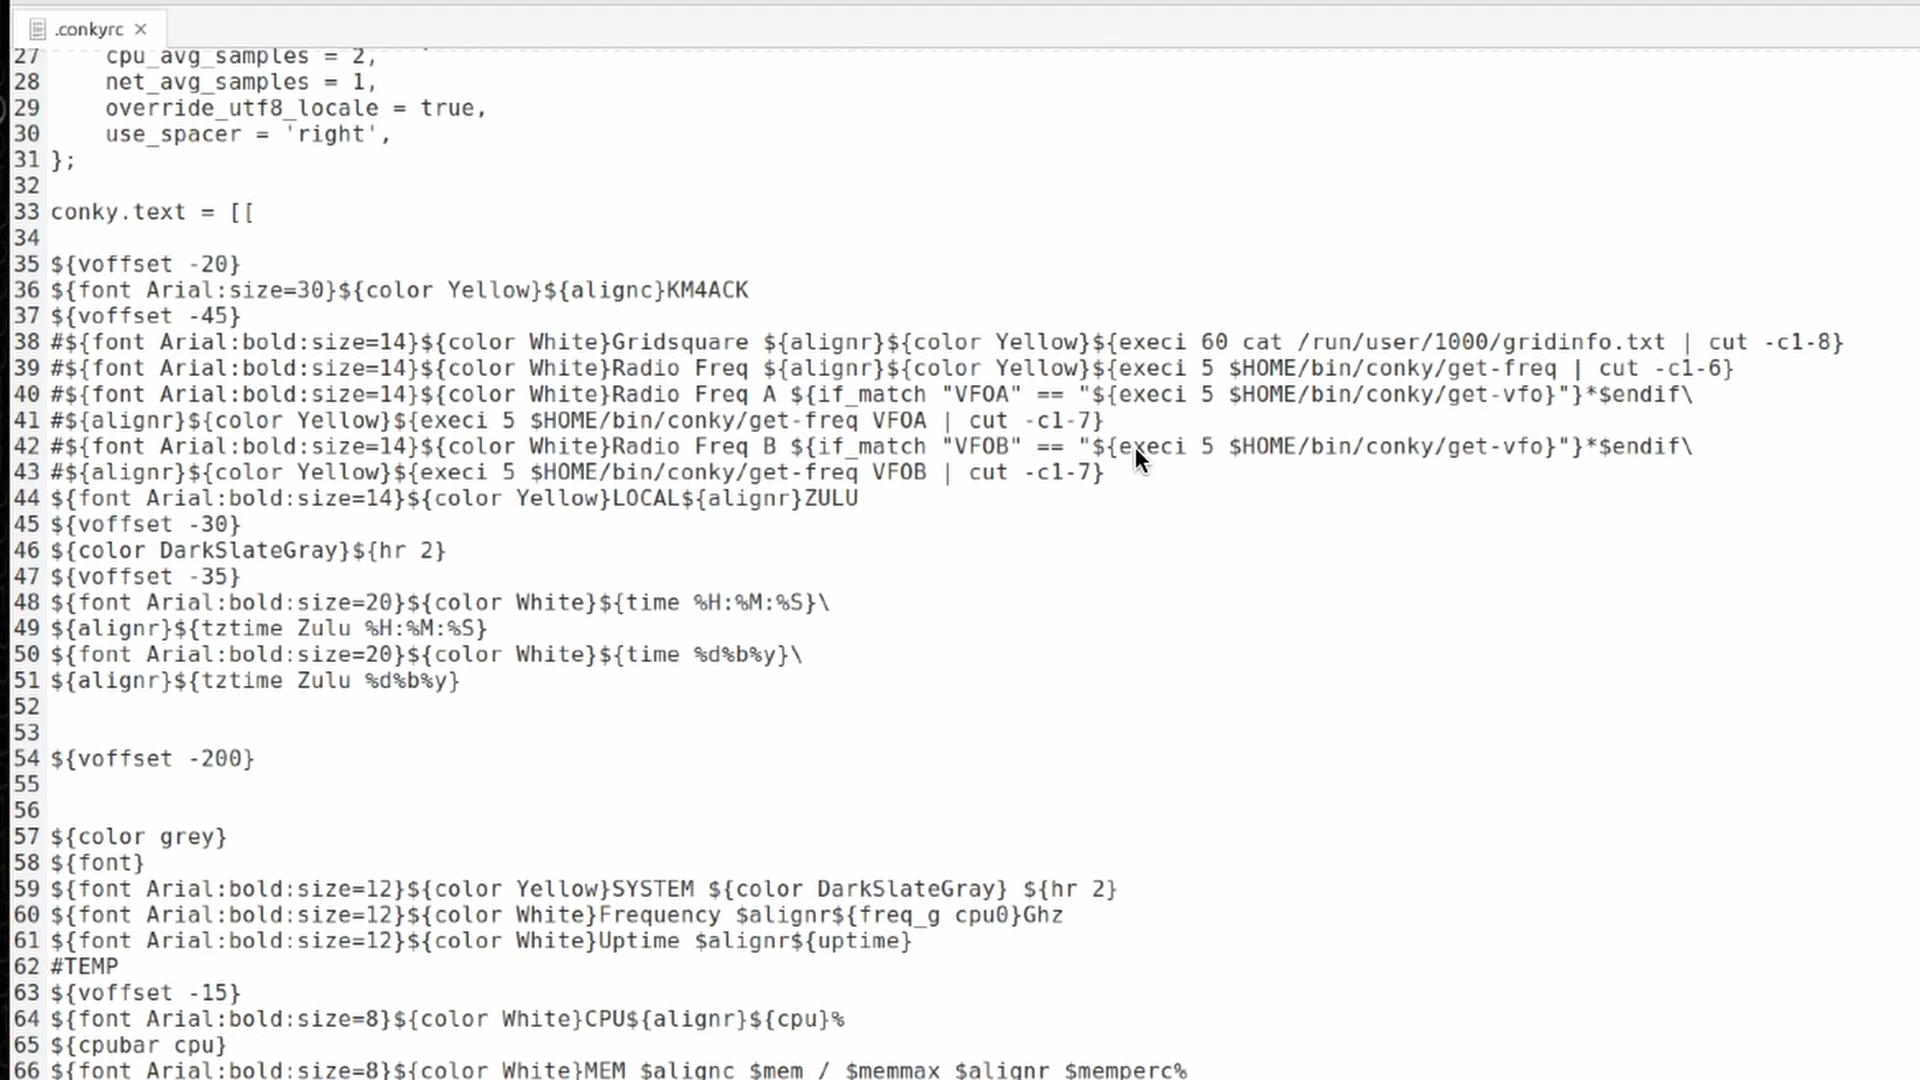 .conkyrc ×
27     cpu_avg_samples = 2,
28     net_avg_samples = 1,
29     override_utf8_locale = true,
30     use_spacer = 'right',
31 };
32
33 conky.text = [[
34
35 ${voffset -20}
36 ${font Arial:size=30}${color Yellow}${alignc}KM4ACK
37 ${voffset -45}
38 #${font Arial:bold:size=14}${color White}Gridsquare ${alignr}${color Yellow}${execi 60 cat /run/user/1000/gridinfo.txt | cut -c1-8}
39 #${font Arial:bold:size=14}${color White}Radio Freq ${alignr}${color Yellow}${execi 5 $HOME/bin/conky/get-freq | cut -c1-6}
40 #${font Arial:bold:size=14}${color White}Radio Freq A ${if_match "VFOA" == "${execi 5 $HOME/bin/conky/get-vfo}"}*$endif\
41 #${alignr}${color Yellow}${execi 5 $HOME/bin/conky/get-freq VFOA | cut -c1-7}
42 #${font Arial:bold:size=14}${color White}Radio Freq B ${if_match "VFOB" == "${execi 5 $HOME/bin/conky/get-vfo}"}*$endif\
43 #${alignr}${color Yellow}${execi 5 $HOME/bin/conky/get-freq VFOB | cut -c1-7}
44 ${font Arial:bold:size=14}${color Yellow}LOCAL${alignr}ZULU
45 ${voffset -30}
46 ${color DarkSlateGray}${hr 2}
47 ${voffset -35}
48 ${font Arial:bold:size=20}${color White}${time %H:%M:%S}\
49 ${alignr}${tztime Zulu %H:%M:%S}
50 ${font Arial:bold:size=20}${color White}${time %d%b%y}\
51 ${alignr}${tztime Zulu %d%b%y}
52
53
54 ${voffset -200}
55
56
57 ${color grey}
58 ${font}
59 ${font Arial:bold:size=12}${color Yellow}SYSTEM ${color DarkSlateGray} ${hr 2}
60 ${font Arial:bold:size=12}${color White}Frequency $alignr${freq_g cpu0}Ghz
61 ${font Arial:bold:size=12}${color White}Uptime $alignr${uptime}
62 #TEMP
63 ${voffset -15}
64 ${font Arial:bold:size=8}${color White}CPU${alignr}${cpu}%
65 ${cpubar cpu}
66 ${font Arial:bold:size=8}${color White}MEM $alignc $mem / $memmax $alignr $memperc%